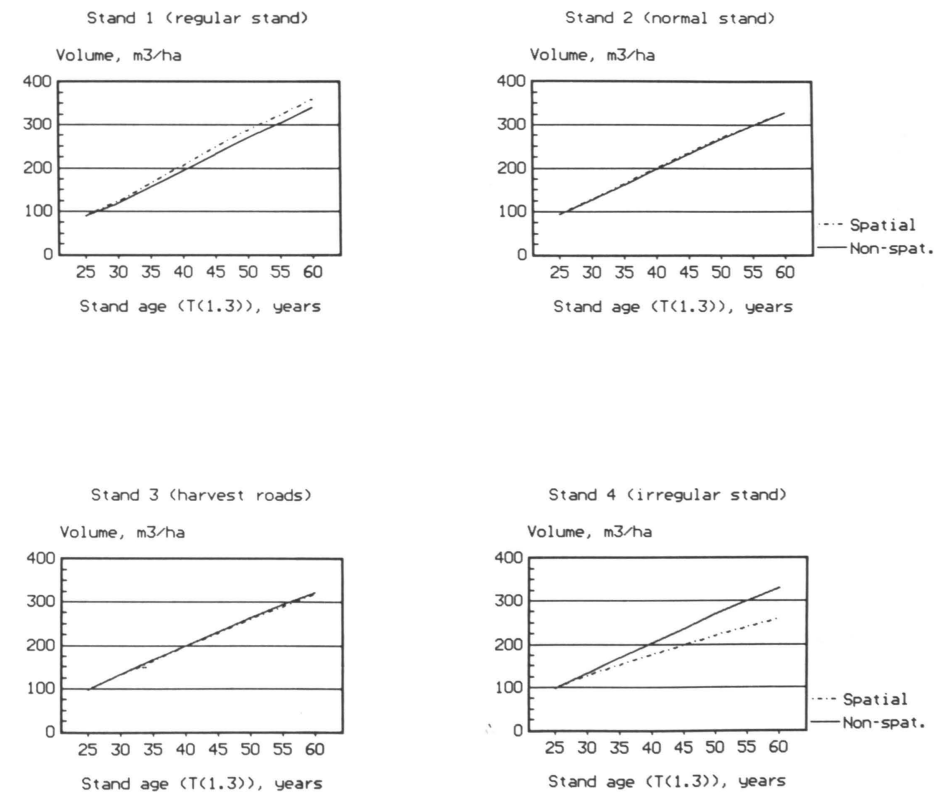 Stand 1 (regular stand)
Volume, m3/ha
400
300
200
100
0
25 30 35 40 45 50 55 60
Stand age (T(1.3)), years
Stand 2 (normal stand)
Volume, m3/ha
400
300
200
100
0
25 30 35 40 45 50 55 60
Stand age (T(1.3)), years
Spatial
Non-spat.
Stand 3 (harvest roads)
Volume, m3/ha
400
300
200
100
0
25 30 35 40 45 50 55 60
Stand age (T(1.3)), years
Stand 4 (irregular stand)
Volume, m3/ha
400
300
200
100
0
25 30 35 40 45 50 55 60
Stand age (T(1.3)), years
Spatial
Non-spat.